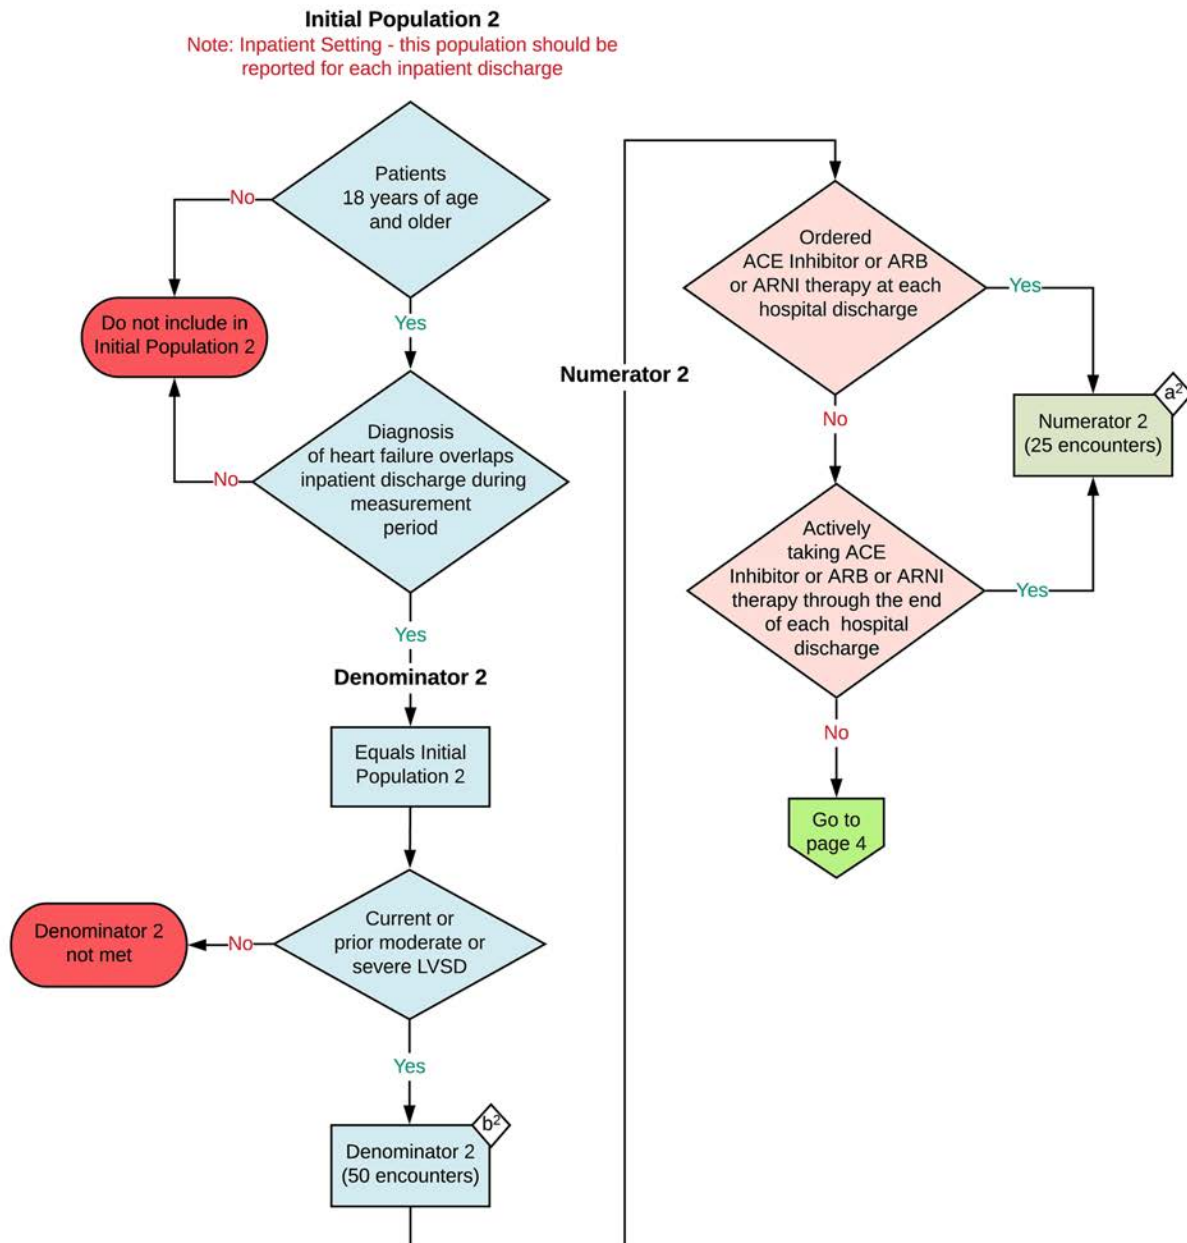 Initial Population 2
Note: Inpatient Setting - this population should be
reported for each inpatient discharge
Patients
18 years of age
and older
No
Do not include in
Initial Population 2
Yes
Diagnosis
of heart failure overlaps
inpatient discharge during
measurement
period
No
Yes
Denominator 2
Equals Initial
Population 2
Current or
prior moderate or
severe LVSD
No
Denominator 2
not met
Yes
b²
Denominator 2
(50 encounters)
Numerator 2
Ordered
ACE Inhibitor or ARB
or ARNI therapy at each
hospital discharge
Yes
a²
Numerator 2
(25 encounters)
No
Actively
taking ACE
Inhibitor or ARB or ARNI
therapy through the end
of each hospital
discharge
Yes
No
Go to
page 4